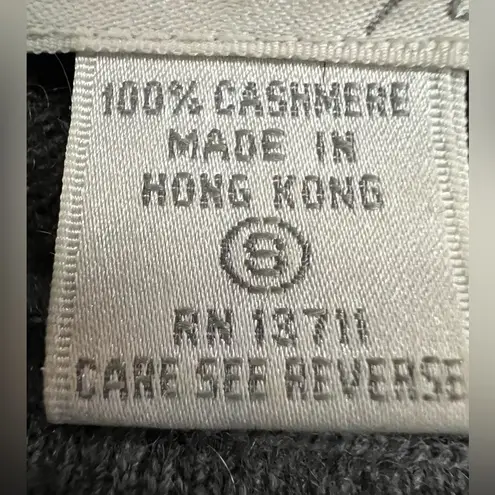 100% CASHMERE
MADE IN
HONG KONG
S
RN 13711
CARE SEE REVERSE